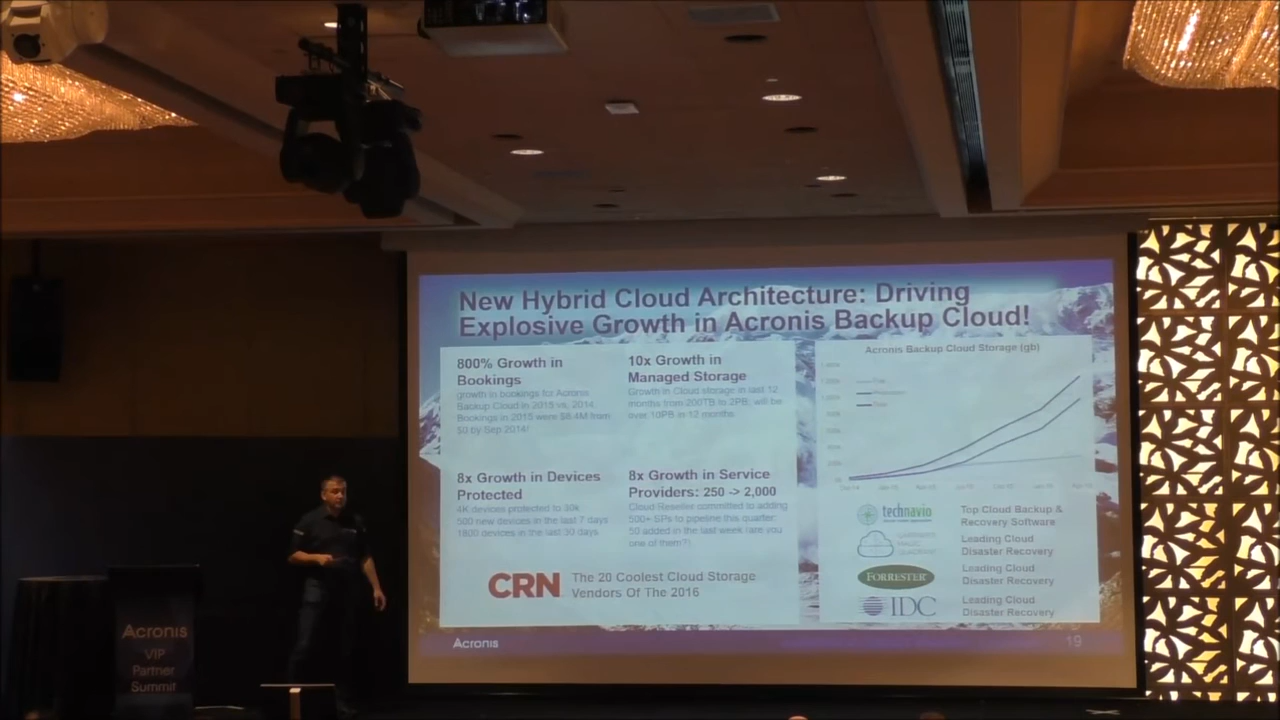 New Hybrid Cloud Architecture: Driving
Explosive Growth in Acronis Backup Cloud!
800% Growth in
Bookings
growth in bookings for Acronis
Backup Cloud in 2015 vs. 2014.
Bookings in 2015 were $6.4M from
$0 by Sep 2014!
10x Growth in
Managed Storage
Growth in Cloud storage in last 12
months from 200TB to 2PB, will be
over 10PB in 12 months
8x Growth in Devices
Protected
4K devices protected to 30k
500 new devices in the last 7 days
1800 devices in the last 30 days
8x Growth in Service
Providers: 250 -> 2,000
Cloud Reseller committed to adding
500+ SPs to pipeline this quarter;
50 added in the last week (are you
one of them?)
CRN
The 20 Coolest Cloud Storage
Vendors Of The 2016
Acronis Backup Cloud Storage (gb)
technavio
Top Cloud Backup &
Recovery Software
Leading Cloud
Disaster Recovery
FORRESTER
Leading Cloud
Disaster Recovery
IDC
Leading Cloud
Disaster Recovery
Acronis
19
Acronis
VIP
Partner
Summit